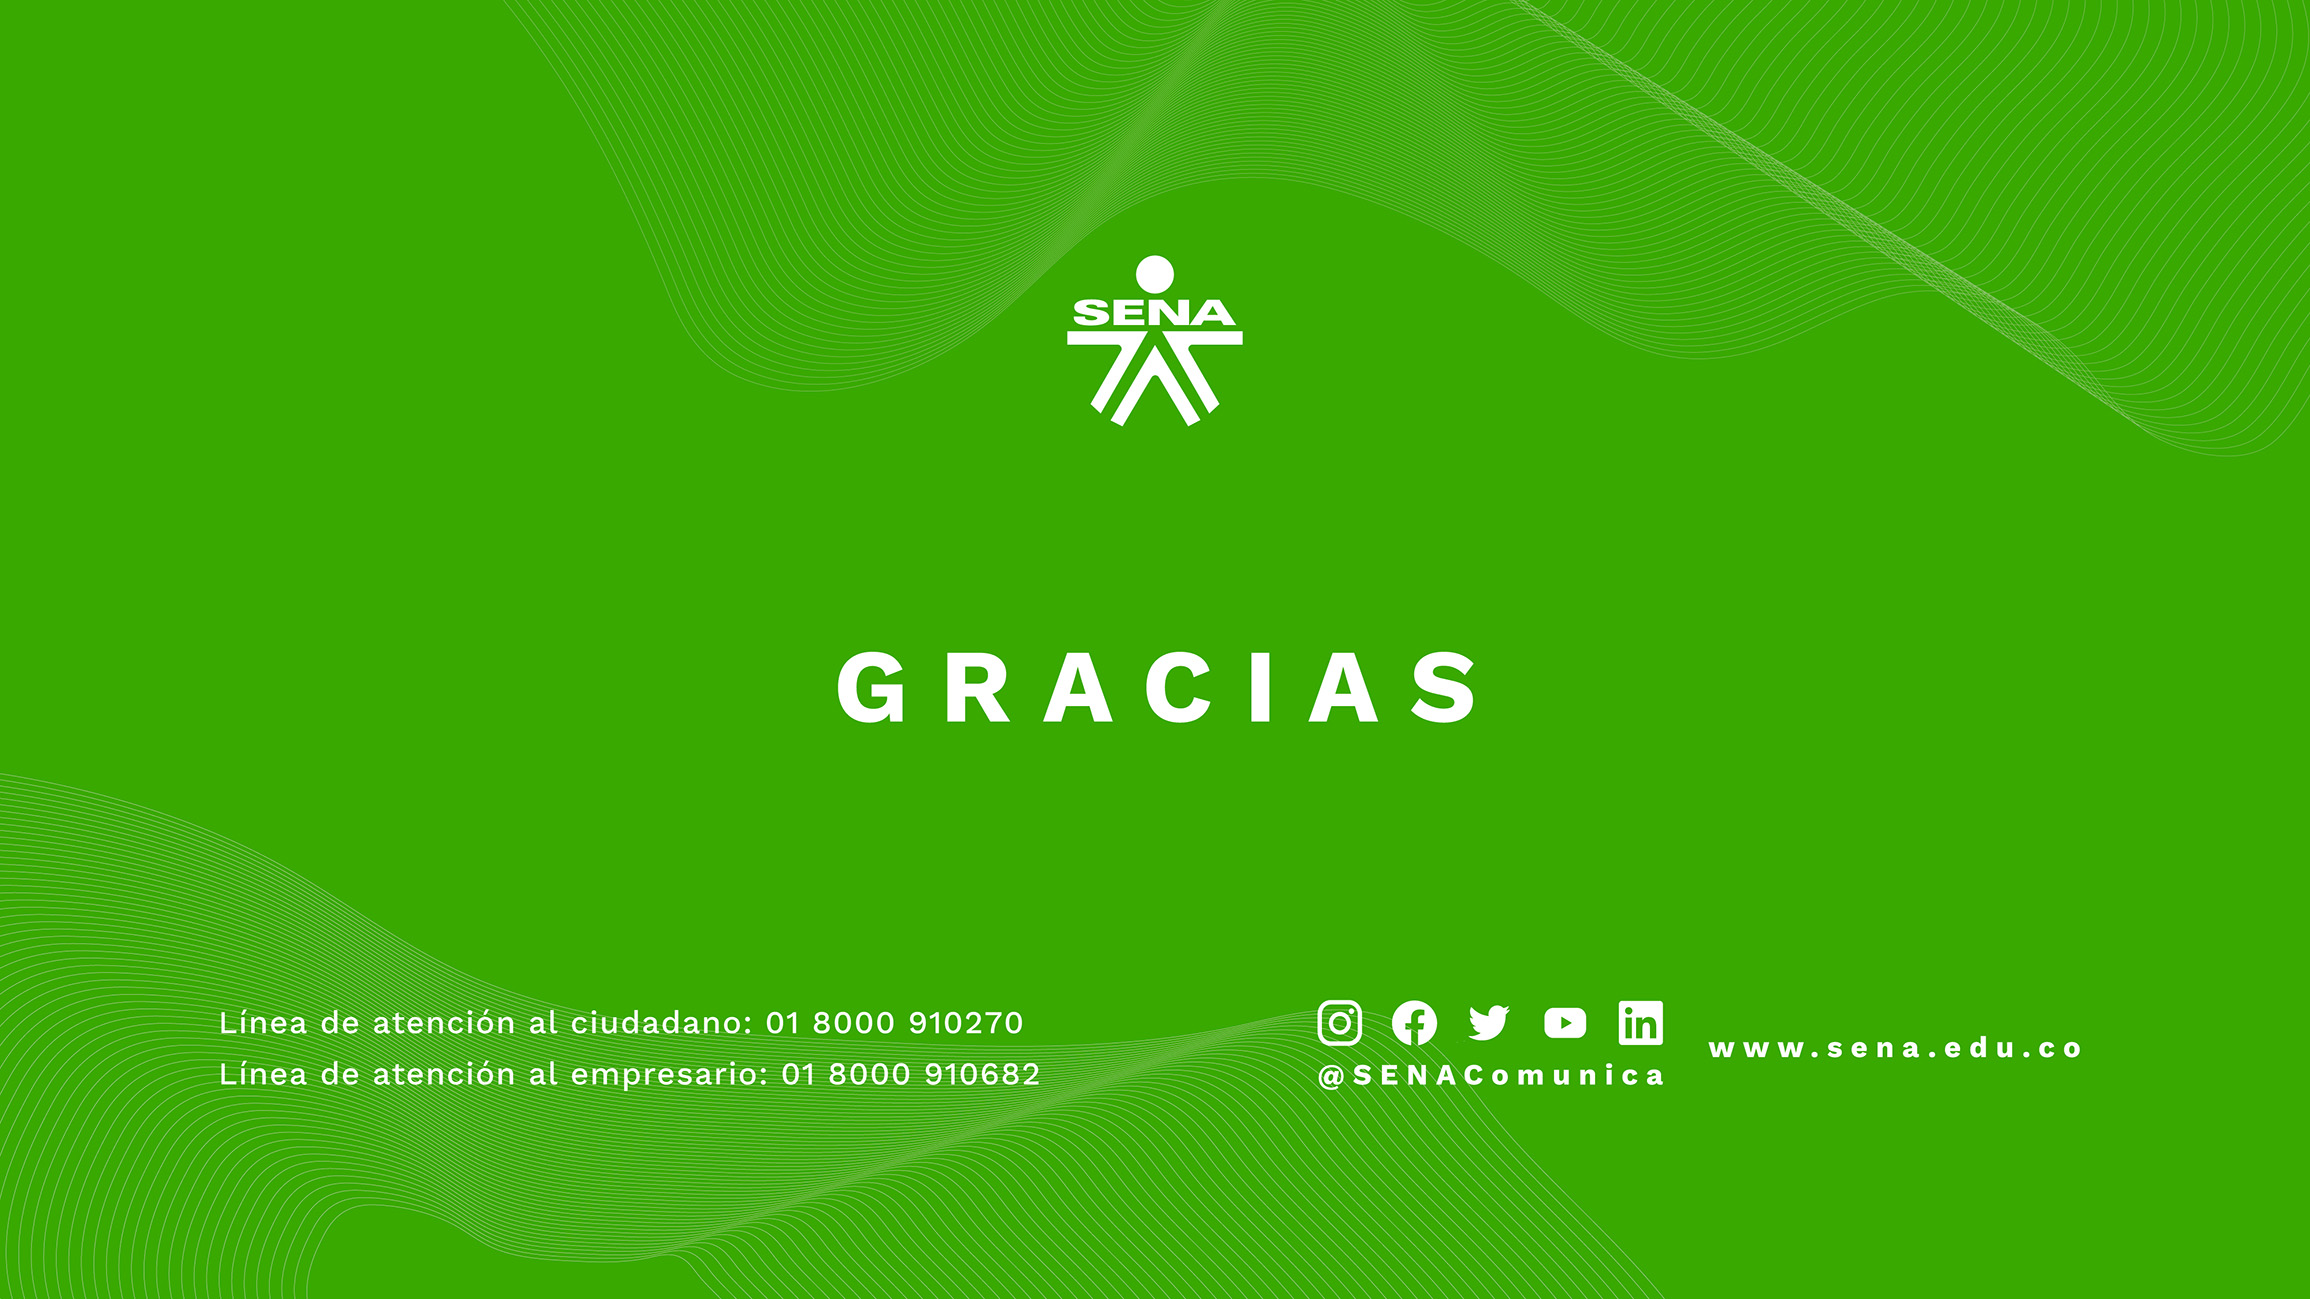 SENA
GRACIAS
Línea de atención al ciudadano: 01 8000 910270
Línea de atención al empresario: 01 8000 910682
@SENAComunica
www.sena.edu.co